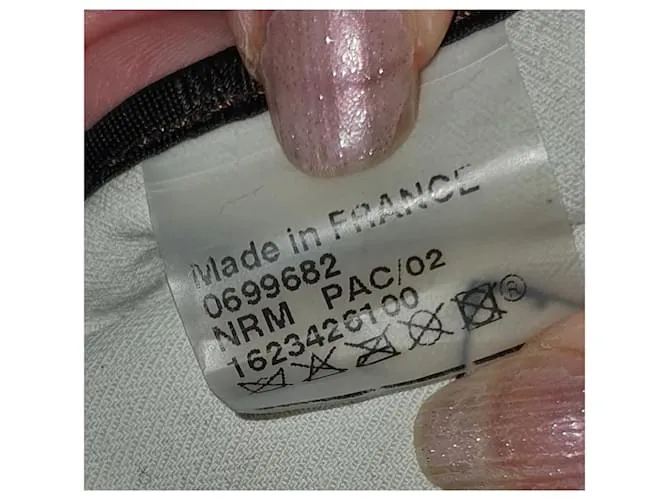 Made in FRANCE
0699682
NRM PAC/02
1623426100
®